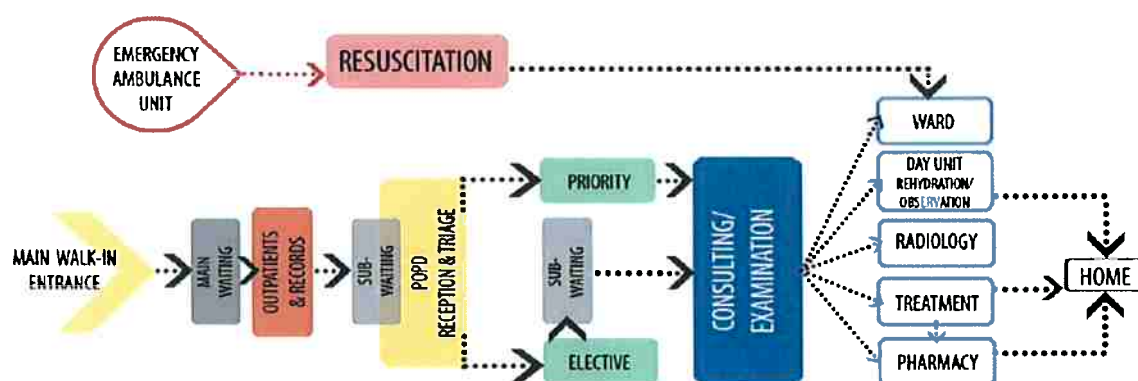 EMERGENCY
AMBULANCE
UNIT
RESUSCITATION
WARD
DAY UNIT
REHYDRATION/
OBSERVATION
RADIOLOGY
TREATMENT
PHARMACY
HOME
MAIN WALK-IN
ENTRANCE
MAIN
WAITING
OUTPATIENTS
& RECORDS
SUB-
WAITING
POPD
RECEPTION & TRIAGE
PRIORITY
SUB-
WAITING
ELECTIVE
CONSULTING/
EXAMINATION